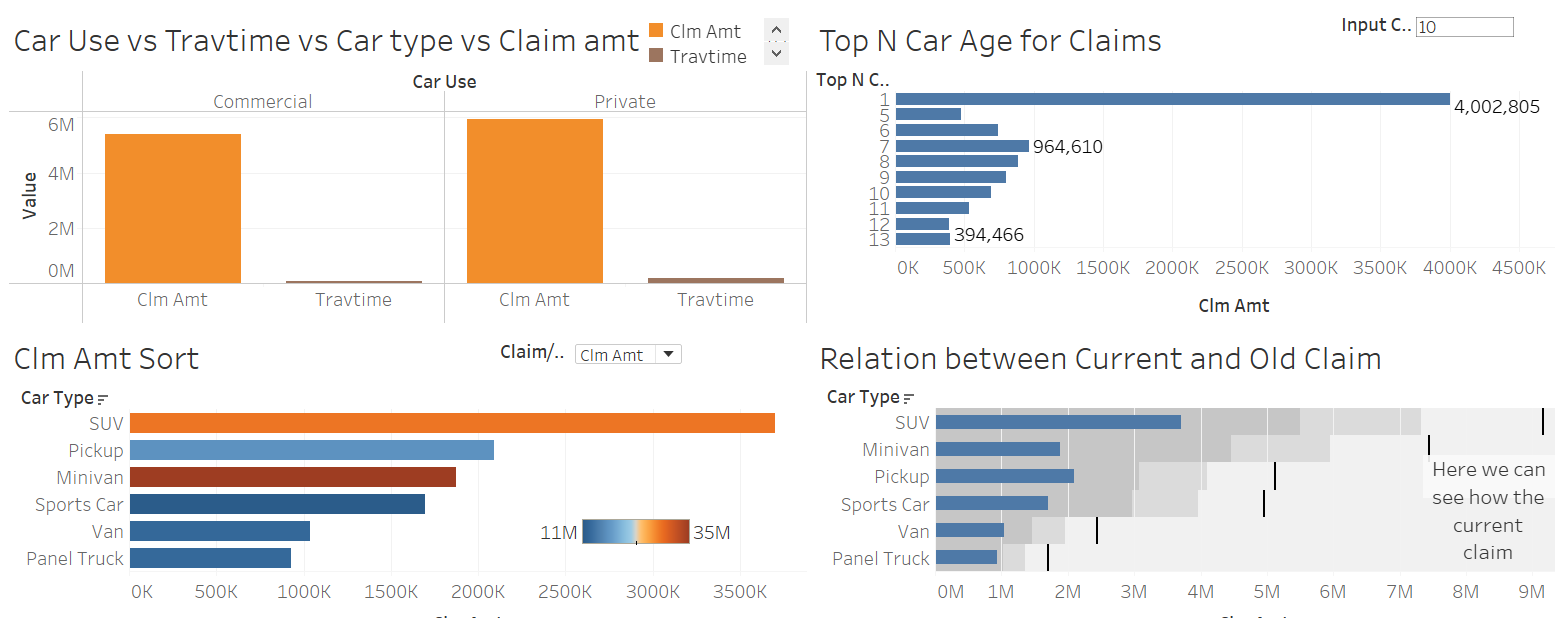 Car Use vs Travtime vs Car type vs Claim amt
Clm Amt
Travtime
Car Use
Commercial
Private
Value
6M
4M
2M
0M
Clm Amt
Travtime
Clm Amt
Travtime
Top N Car Age for Claims
Input C..
10
Top N C..
1
5
6
7
8
9
10
11
12
13
4,002,805
964,610
394,466
0K 500K 1000K 1500K 2000K 2500K 3000K 3500K 4000K 4500K
Clm Amt
Clm Amt Sort
Claim/..
Clm Amt
Car Type
SUV
Pickup
Minivan
Sports Car
Van
Panel Truck
11M
35M
0K 500K 1000K 1500K 2000K 2500K 3000K 3500K
Relation between Current and Old Claim
Car Type
SUV
Minivan
Pickup
Sports Car
Van
Panel Truck
Here we can
see how the
current
claim
0M 1M 2M 3M 4M 5M 6M 7M 8M 9M